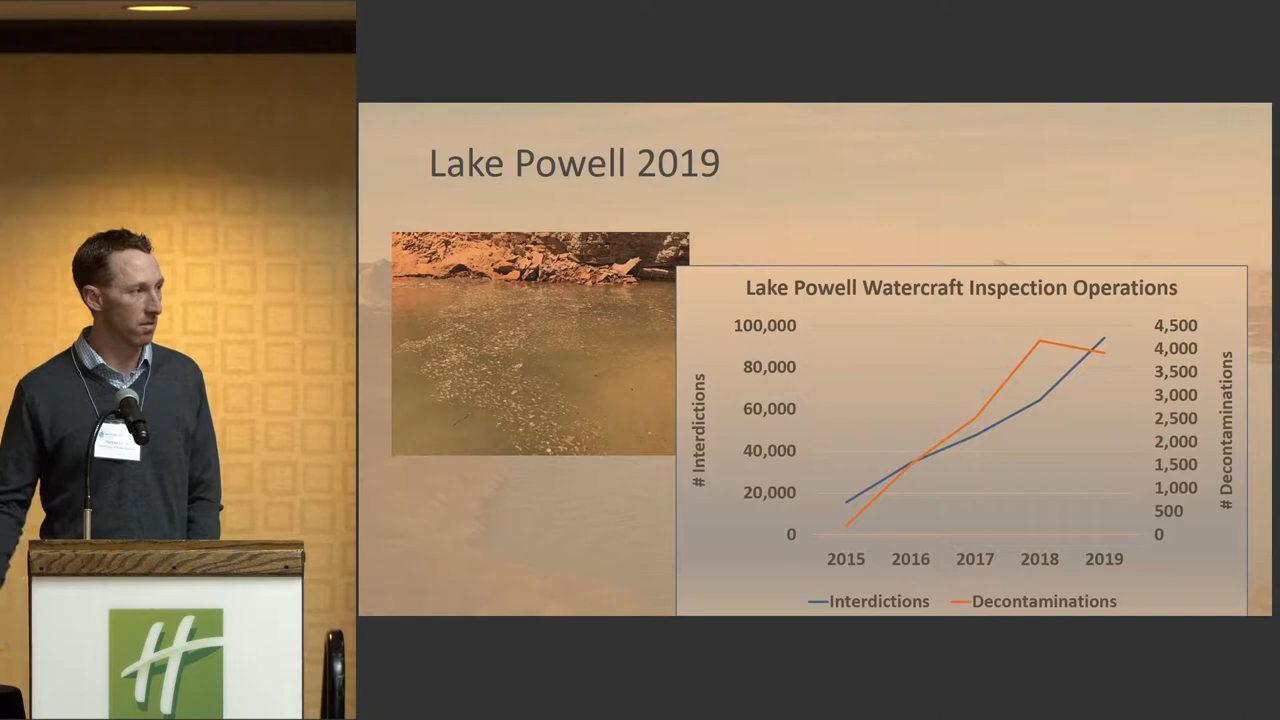 Lake Powell 2019
Lake Powell Watercraft Inspection Operations
100,000
80,000
60,000
40,000
20,000
0
# Interdictions
4,500
4,000
3,500
3,000
2,500
2,000
1,500
1,000
500
0
# Decontaminations
2015 2016 2017 2018 2019
Interdictions Decontaminations
H